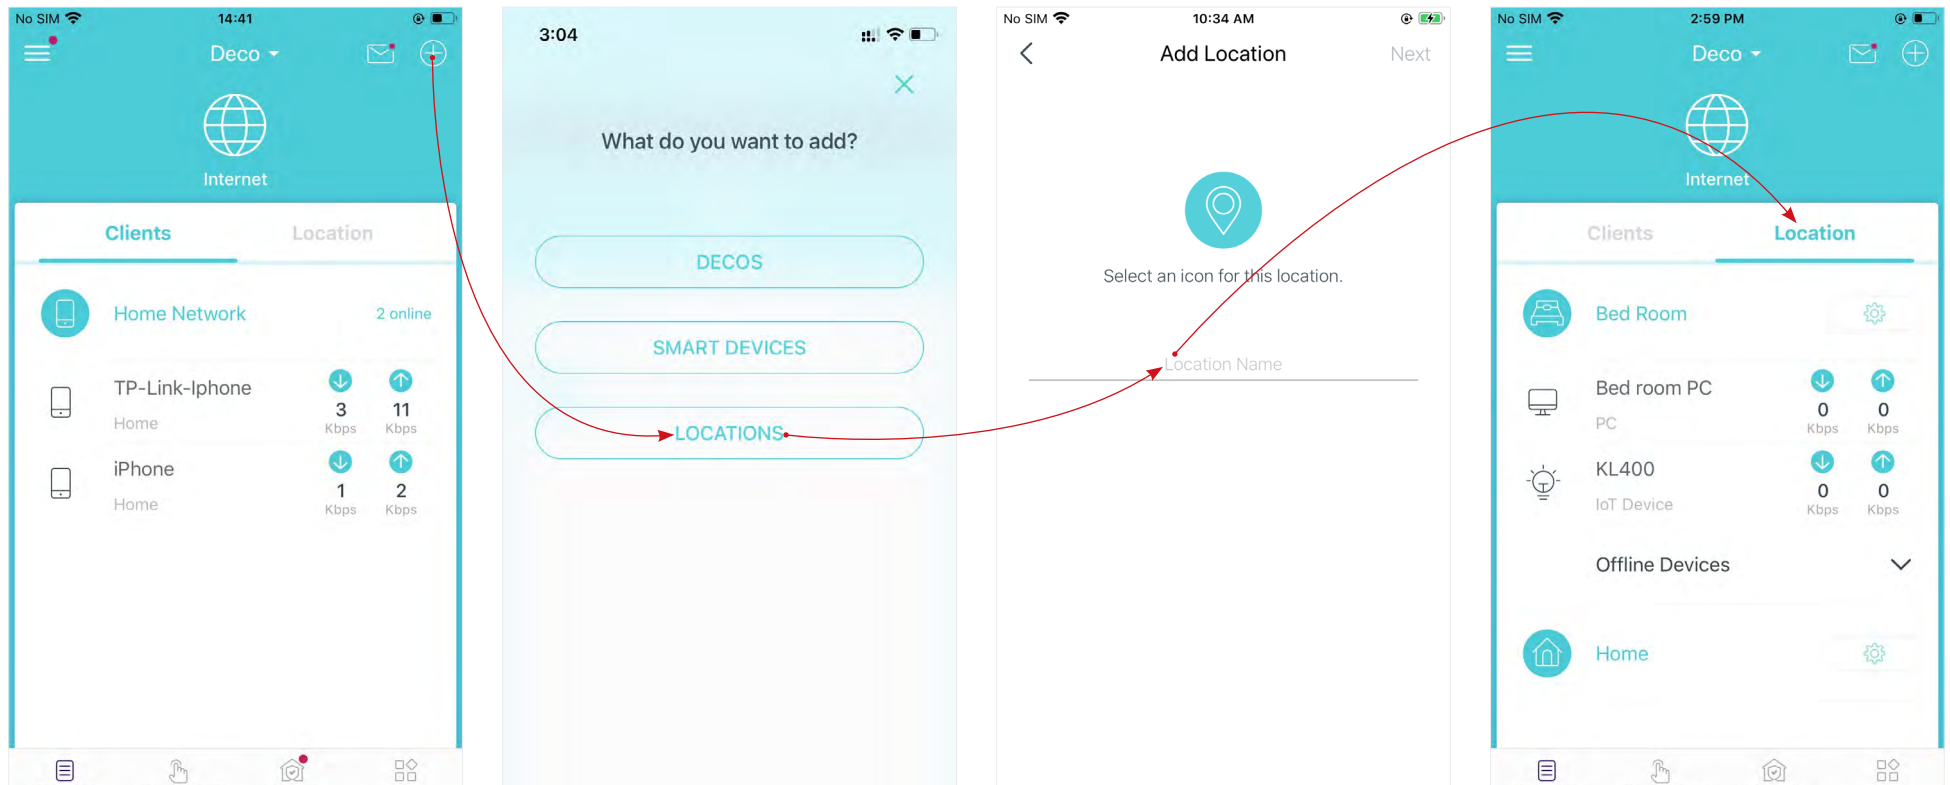 No SIM 14:41
Deco
Internet
Clients Location
Home Network 2 online
TP-Link-Iphone
Home
3 11
Kbps Kbps
iPhone
Home
1 2
Kbps Kbps
3:04
What do you want to add?
DECOS
SMART DEVICES
LOCATIONS
No SIM 10:34 AM
Add Location Next
Select an icon for this location.
Location Name
No SIM 2:59 PM
Deco
Internet
Clients Location
Bed Room
Bed room PC
PC
0 0
Kbps Kbps
KL400
IoT Device
0 0
Kbps Kbps
Offline Devices
Home